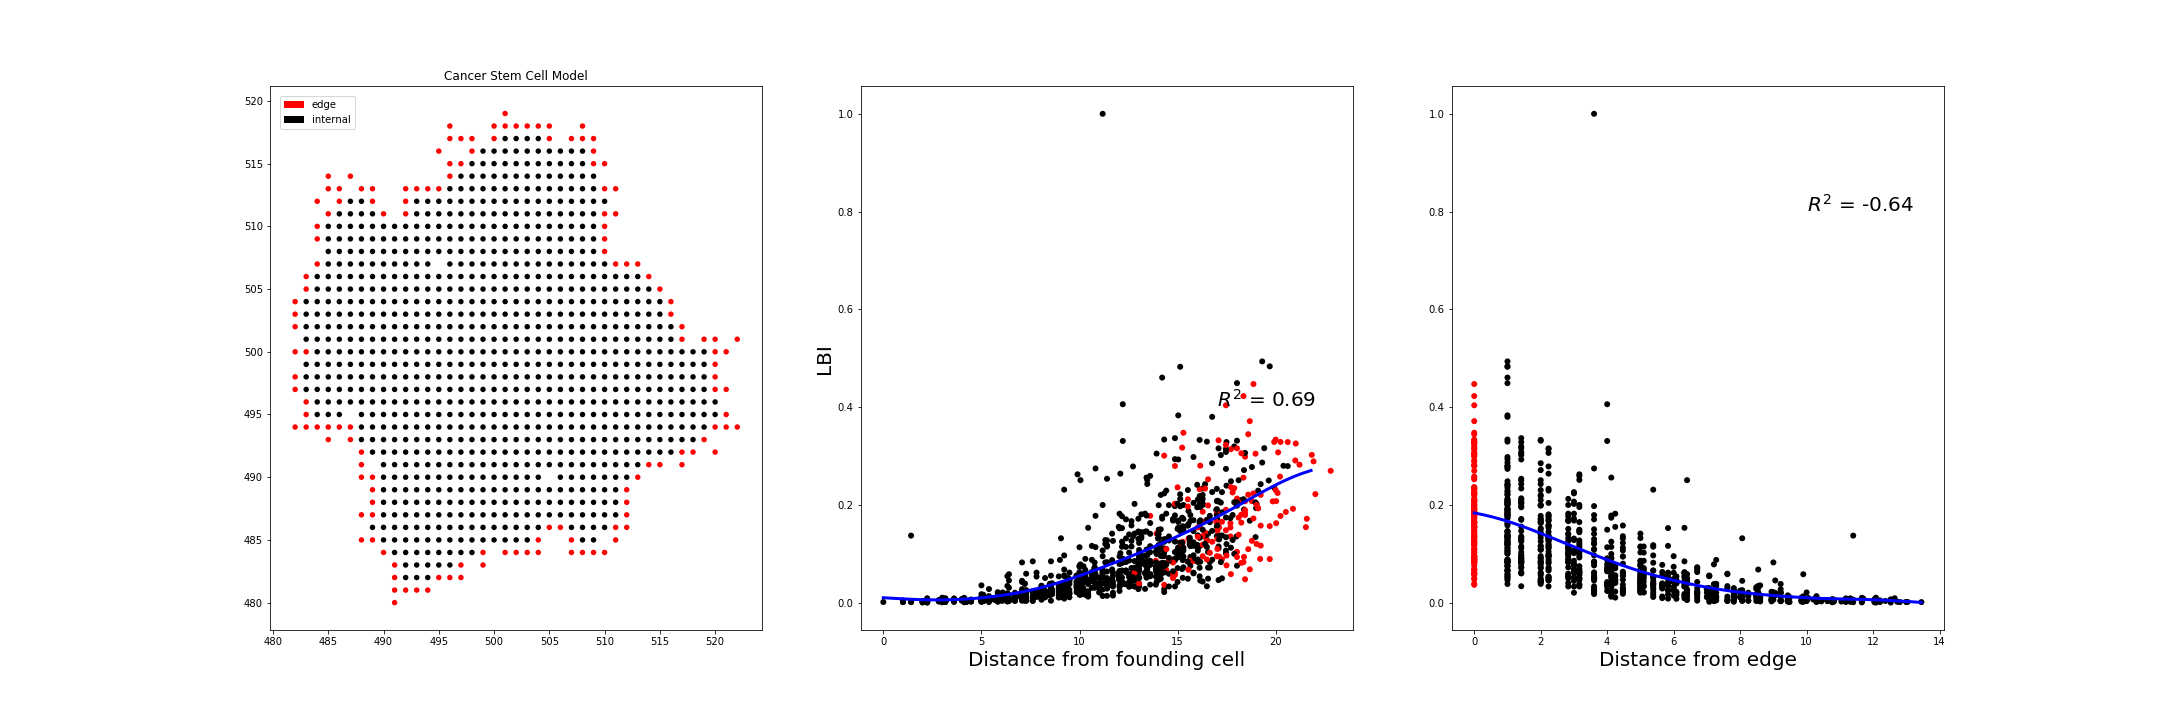 Cancer Stem Cell Model
edge
internal
520
515
510
505
500
495
490
485
480
480 485 490 495 500 505 510 515 520
LBI
1.0
0.8
0.6
0.4
0.2
0.0
R² = 0.69
0 5 10 15 20
Distance from founding cell
1.0
0.8
0.6
0.4
0.2
0.0
R² = -0.64
0 2 4 6 8 10 12 14
Distance from edge